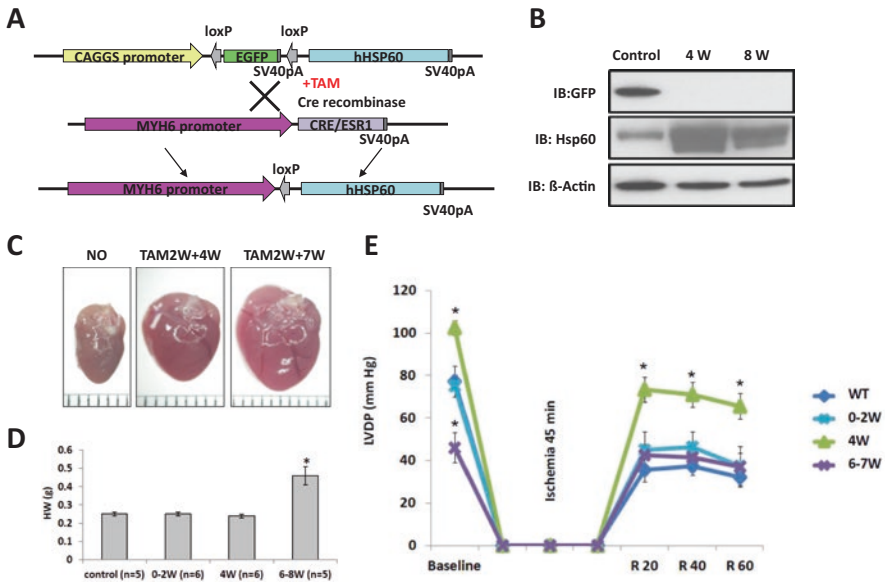 A
loxP loxP
CAGGS promoter EGFP hHSP60
SV40pA SV40pA
+TAM
Cre recombinase
MYH6 promoter CRE/ESR1
SV40pA
loxP
MYH6 promoter hHSP60
SV40pA
B
Control 4 W 8 W
IB:GFP
IB: Hsp60
IB: ß-Actin
C
NO TAM2W+4W TAM2W+7W
D
HW (g)
0.6
0.5
0.4
0.3
0.2
0.1
0
*
control (n=5) 0-2W (n=6) 4W (n=6) 6-8W (n=5)
E
LVDP (mm Hg)
120
100
80
60
40
20
0
* * * * *
Ischemia 45 min
Baseline R 20 R 40 R 60
WT
0-2W
4W
6-7W